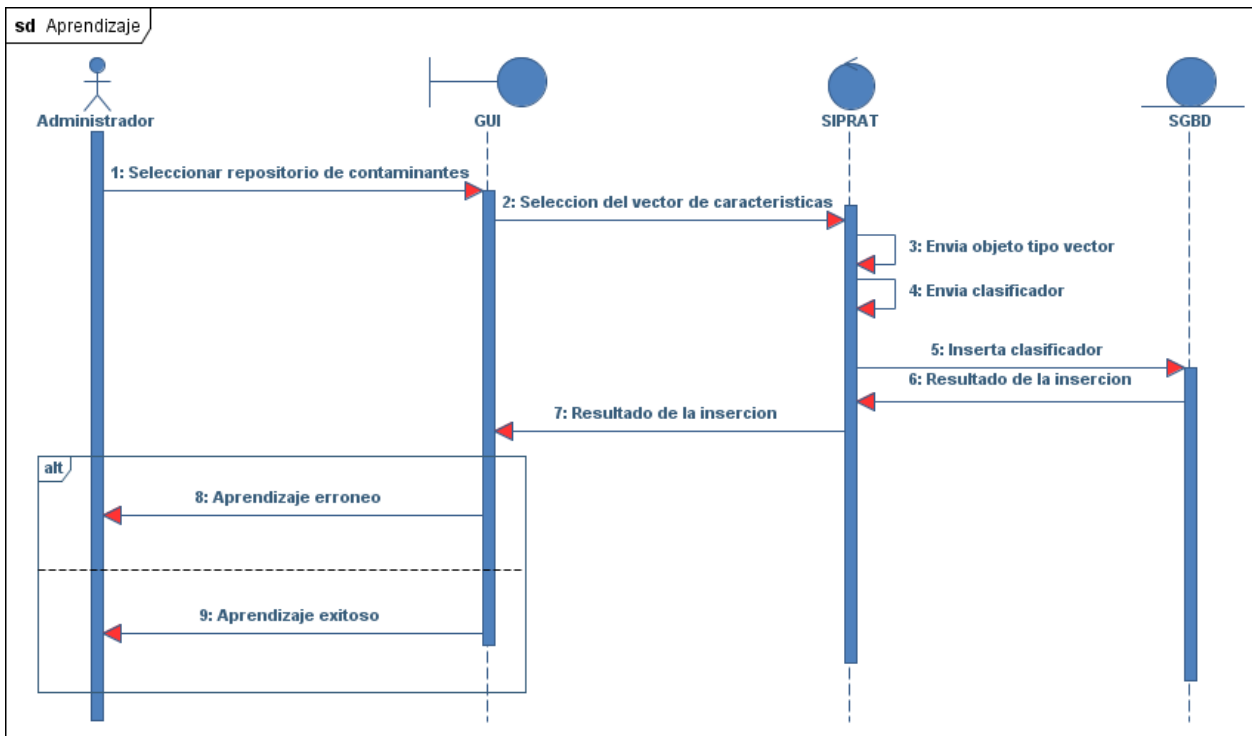 sd Aprendizaje
Administrador
GUI
SIPRAT
SGBD
1: Seleccionar repositorio de contaminantes
2: Seleccion del vector de caracteristicas
3: Envia objeto tipo vector
4: Envia clasificador
5: Inserta clasificador
6: Resultado de la insercion
7: Resultado de la insercion
alt
8: Aprendizaje erroneo
9: Aprendizaje exitoso